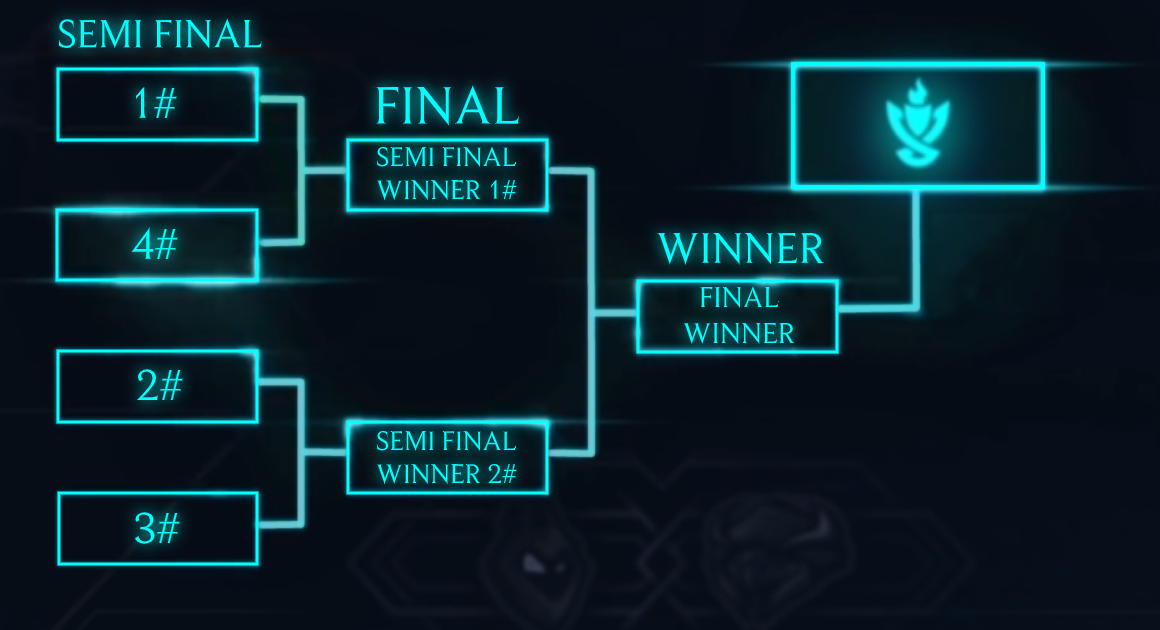 SEMI FINAL
1#
4#
2#
3#
FINAL
SEMI FINAL
WINNER 1#
SEMI FINAL
WINNER 2#
WINNER
FINAL
WINNER